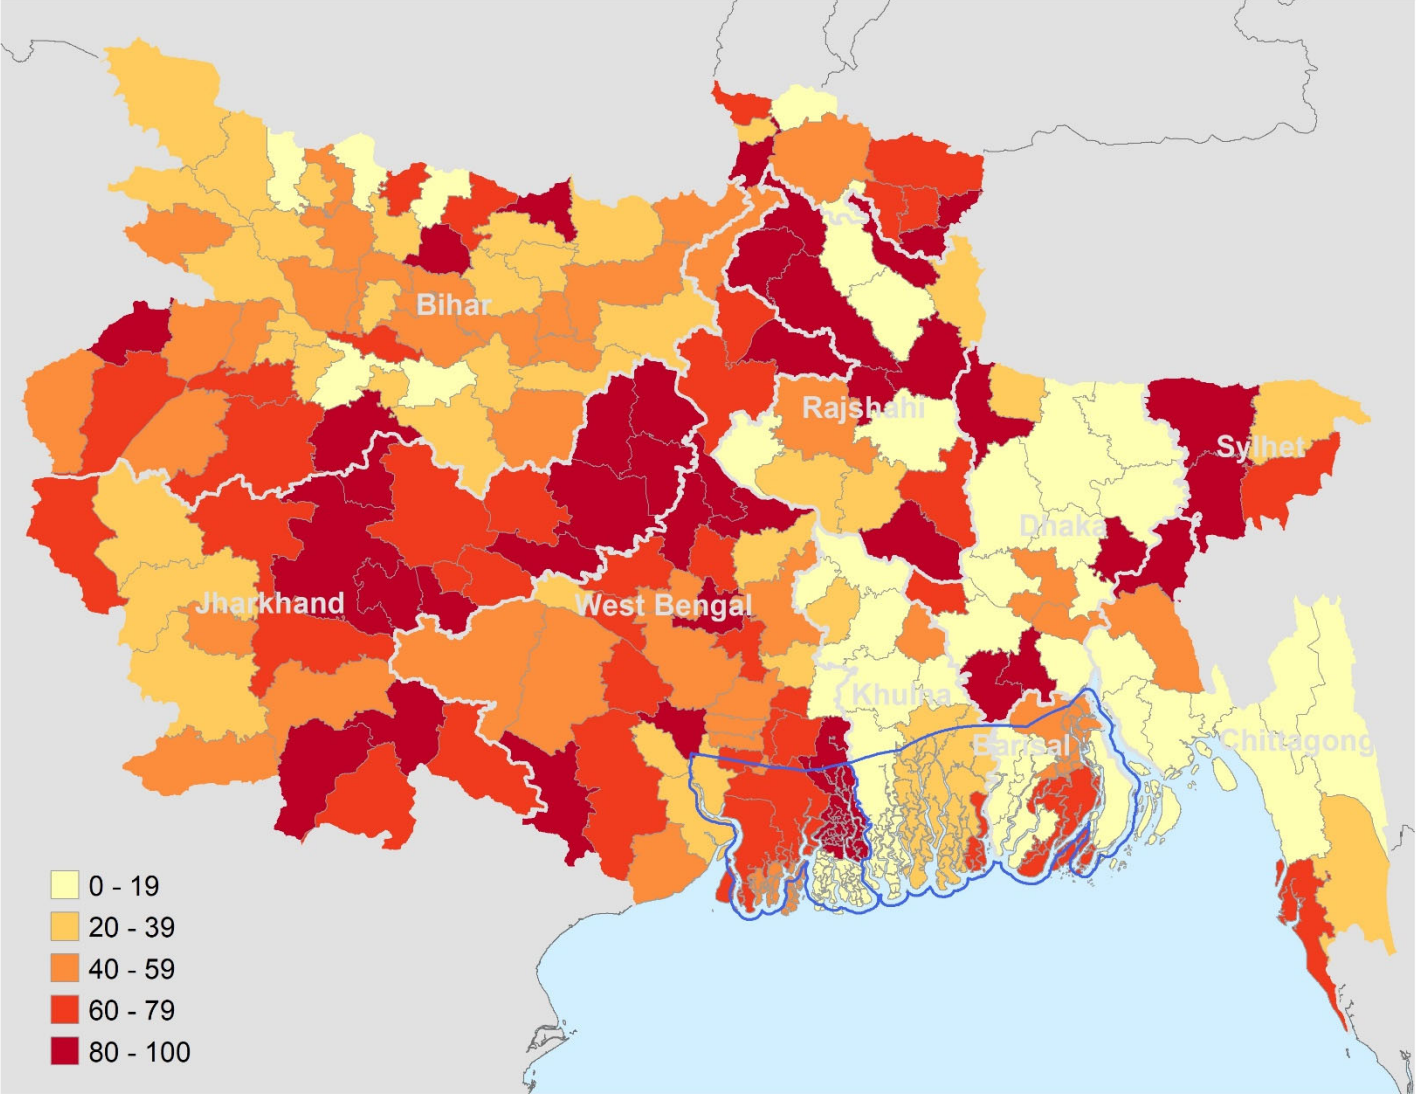 Bihar
Rajshahi
Sylhet
Dhaka
Jharkhand
West Bengal
Khulna
Barisal
Chittagong
0 - 19
20 - 39
40 - 59
60 - 79
80 - 100